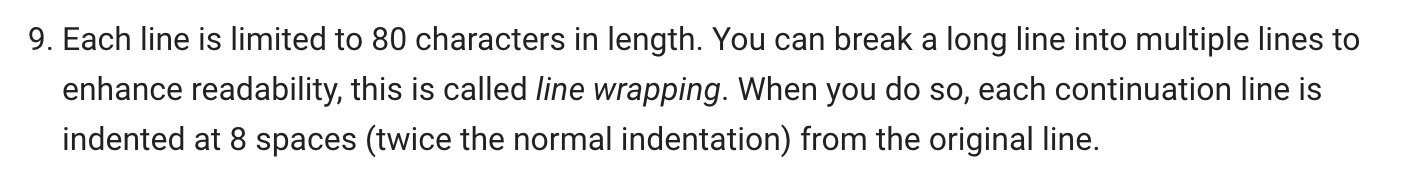 9. Each line is limited to 80 characters in length. You can break a long line into multiple lines to
enhance readability, this is called line wrapping. When you do so, each continuation line is
indented at 8 spaces (twice the normal indentation) from the original line.